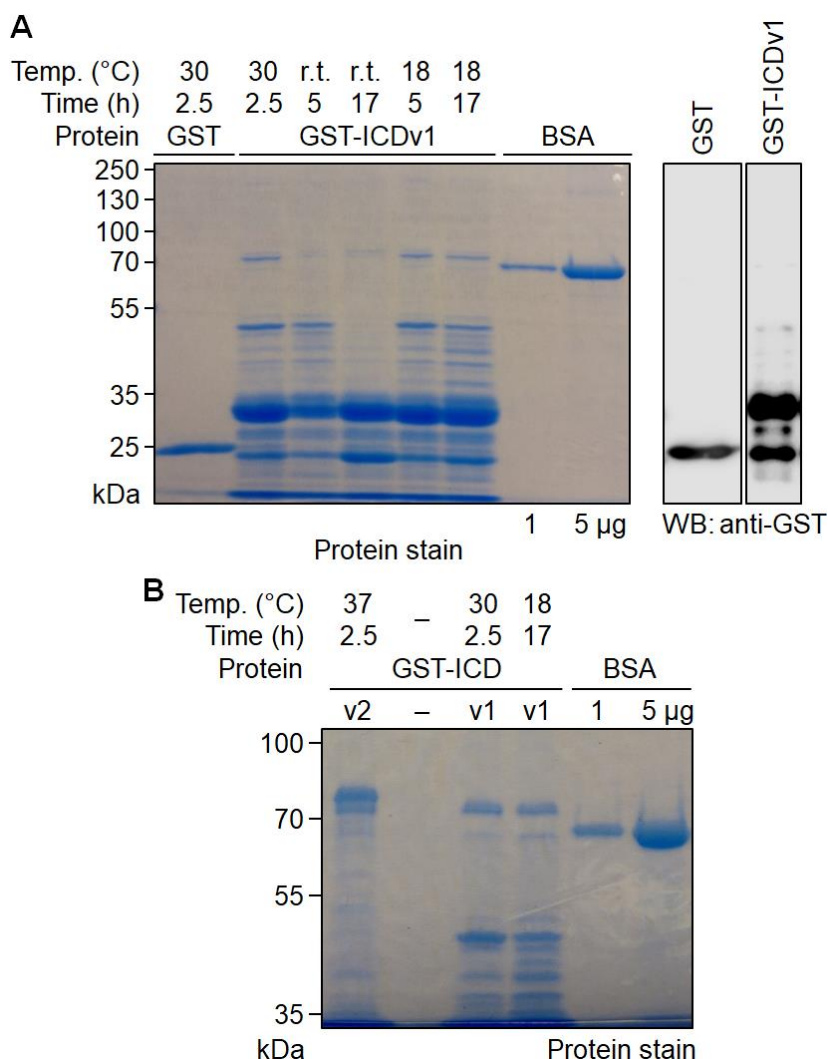 A
Temp. (°C) 30 30 r.t. r.t. 18 18
Time (h) 2.5 2.5 5 17 5 17
Protein GST GST-ICDv1 BSA
GST
GST-ICDv1
250
130
100
70
55
35
25
kDa
1 5 µg
Protein stain
WB: anti-GST
B
Temp. (°C) 37 – 30 18
Time (h) 2.5 2.5 17
Protein GST-ICD BSA
v2 – v1 v1 1 5 µg
100
70
55
35
kDa
Protein stain